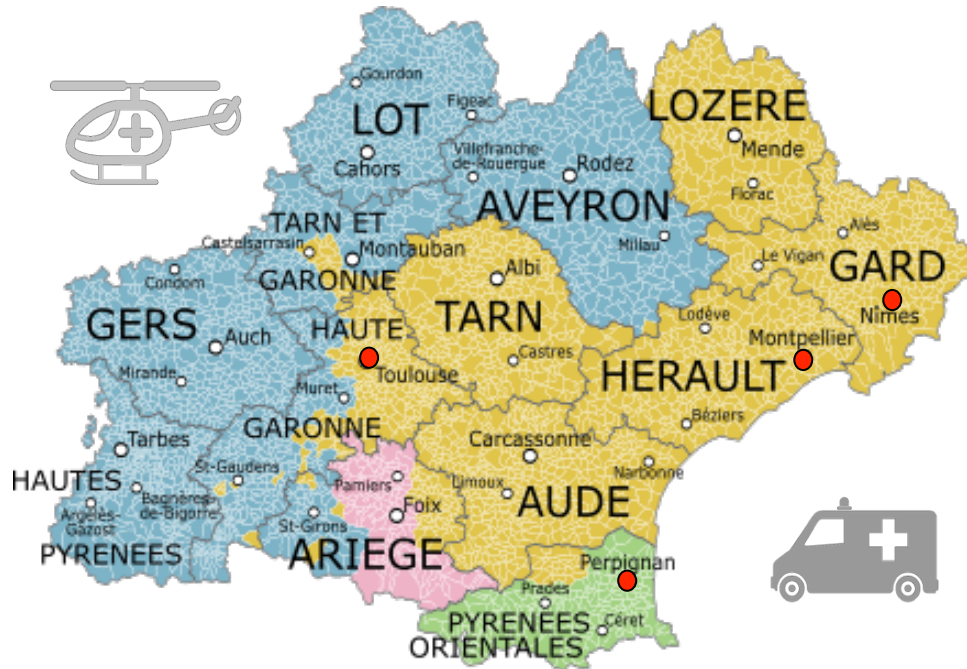 Gourdon
LOT
Figeac
Cahors
Villefranche-
de-Rouergue
Rodez
AVEYRON
Millau
LOZERE
Mende
Florac
TARN ET
GARONNE
Castelsarrasin
Montauban
Albi
TARN
Castres
Alès
Le Vigan
GARD
Nîmes
Condom
GERS
Auch
Mirande
HAUTE
Toulouse
Muret
GARONNE
St-Gaudens
Lodève
Montpellier
HERAULT
Béziers
Tarbes
HAUTES
Bagnères-
de-Bigorre
Argelès-
Gazost
PYRENEES
Pamiers
Foix
St-Girons
ARIEGE
Carcassonne
Limoux
Narbonne
AUDE
Perpignan
Prades
PYRENEES
Céret
ORIENTALES